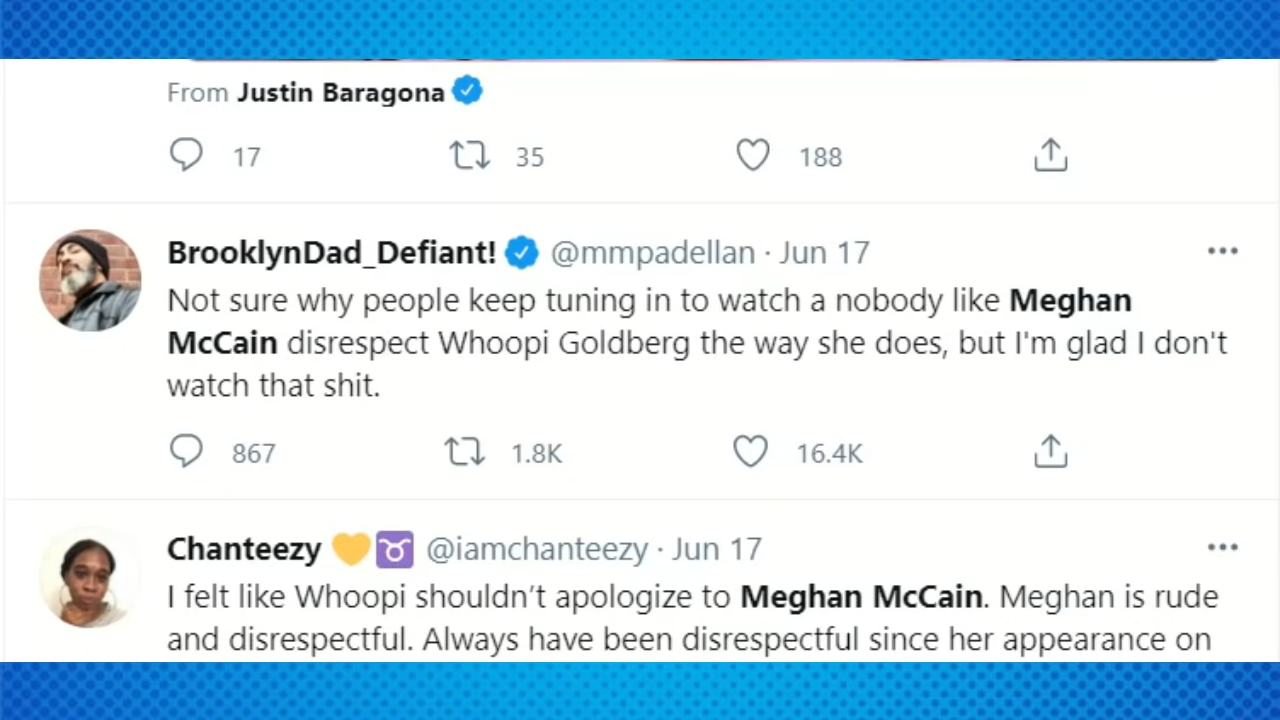 From Justin Baragona
17 35 188
BrooklynDad_Defiant! @mmpadellan · Jun 17
Not sure why people keep tuning in to watch a nobody like Meghan
McCain disrespect Whoopi Goldberg the way she does, but I'm glad I don't
watch that shit.
867 1.8K 16.4K
Chanteezy 💛♉ @iamchanteezy · Jun 17
I felt like Whoopi shouldn’t apologize to Meghan McCain. Meghan is rude
and disrespectful. Always have been disrespectful since her appearance on